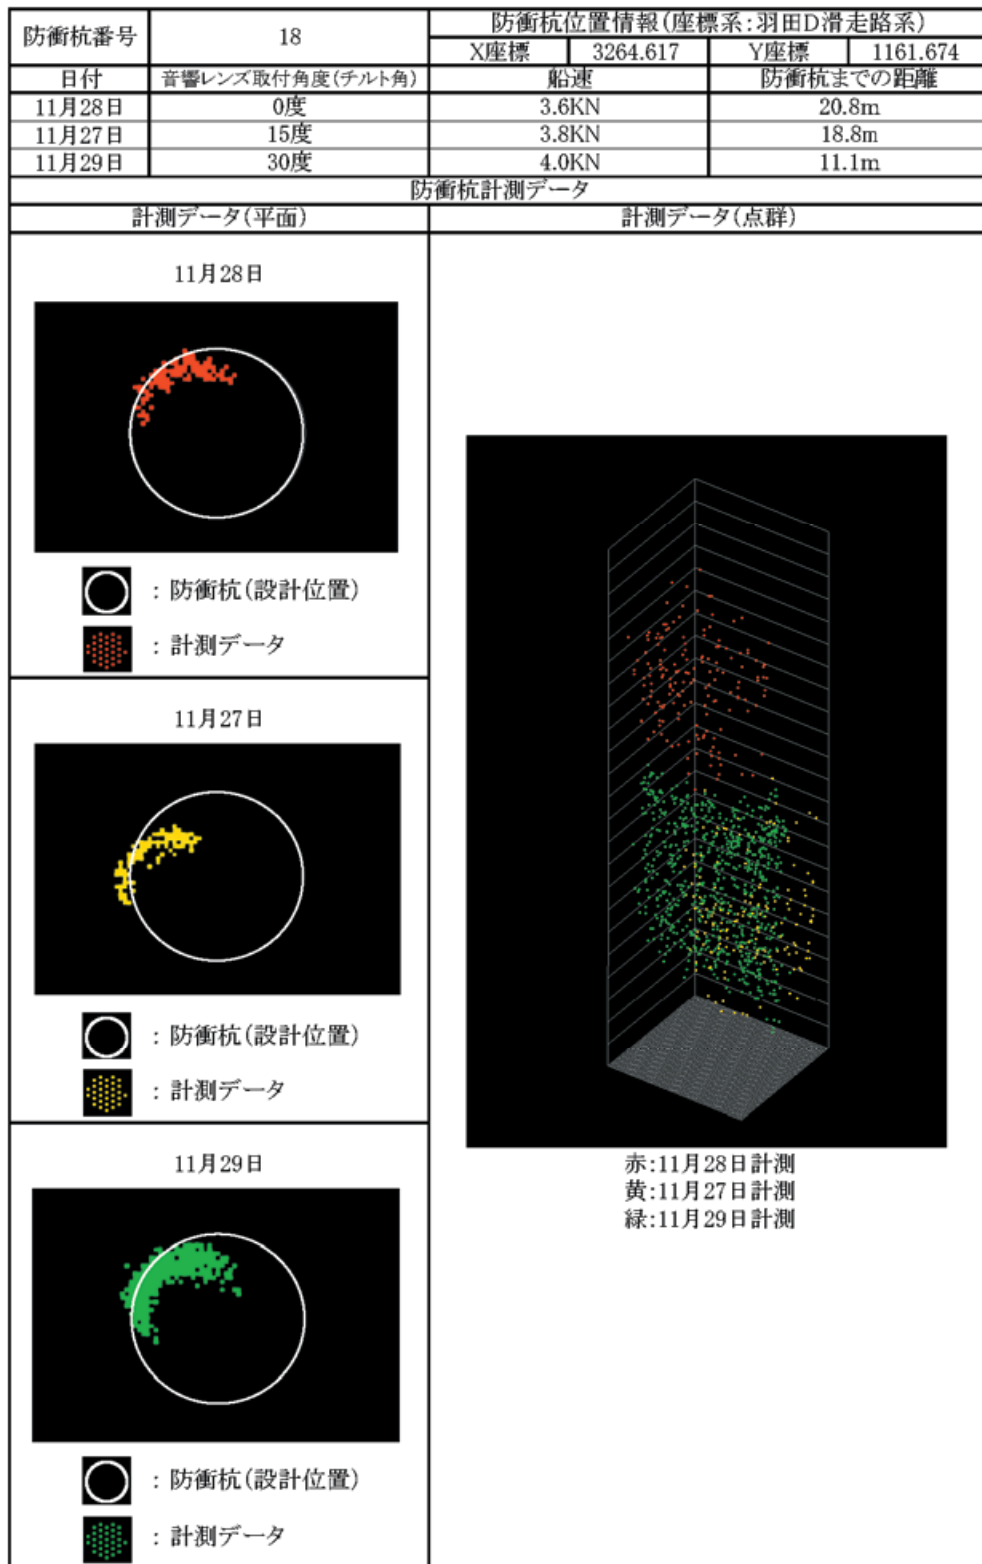 防衝杭番号 18 防衝杭位置情報(座標系:羽田D滑走路系)
X座標 3264.617 Y座標 1161.674
日付 音響レンズ取付角度(チルト角) 船速 防衝杭までの距離
11月28日 0度 3.6KN 20.8m
11月27日 15度 3.8KN 18.8m
11月29日 30度 4.0KN 11.1m
防衝杭計測データ
計測データ(平面) 計測データ(点群)
11月28日
:防衝杭(設計位置)
:計測データ
11月27日
:防衝杭(設計位置)
:計測データ
11月29日
:防衝杭(設計位置)
:計測データ
赤:11月28日計測
黄:11月27日計測
緑:11月29日計測